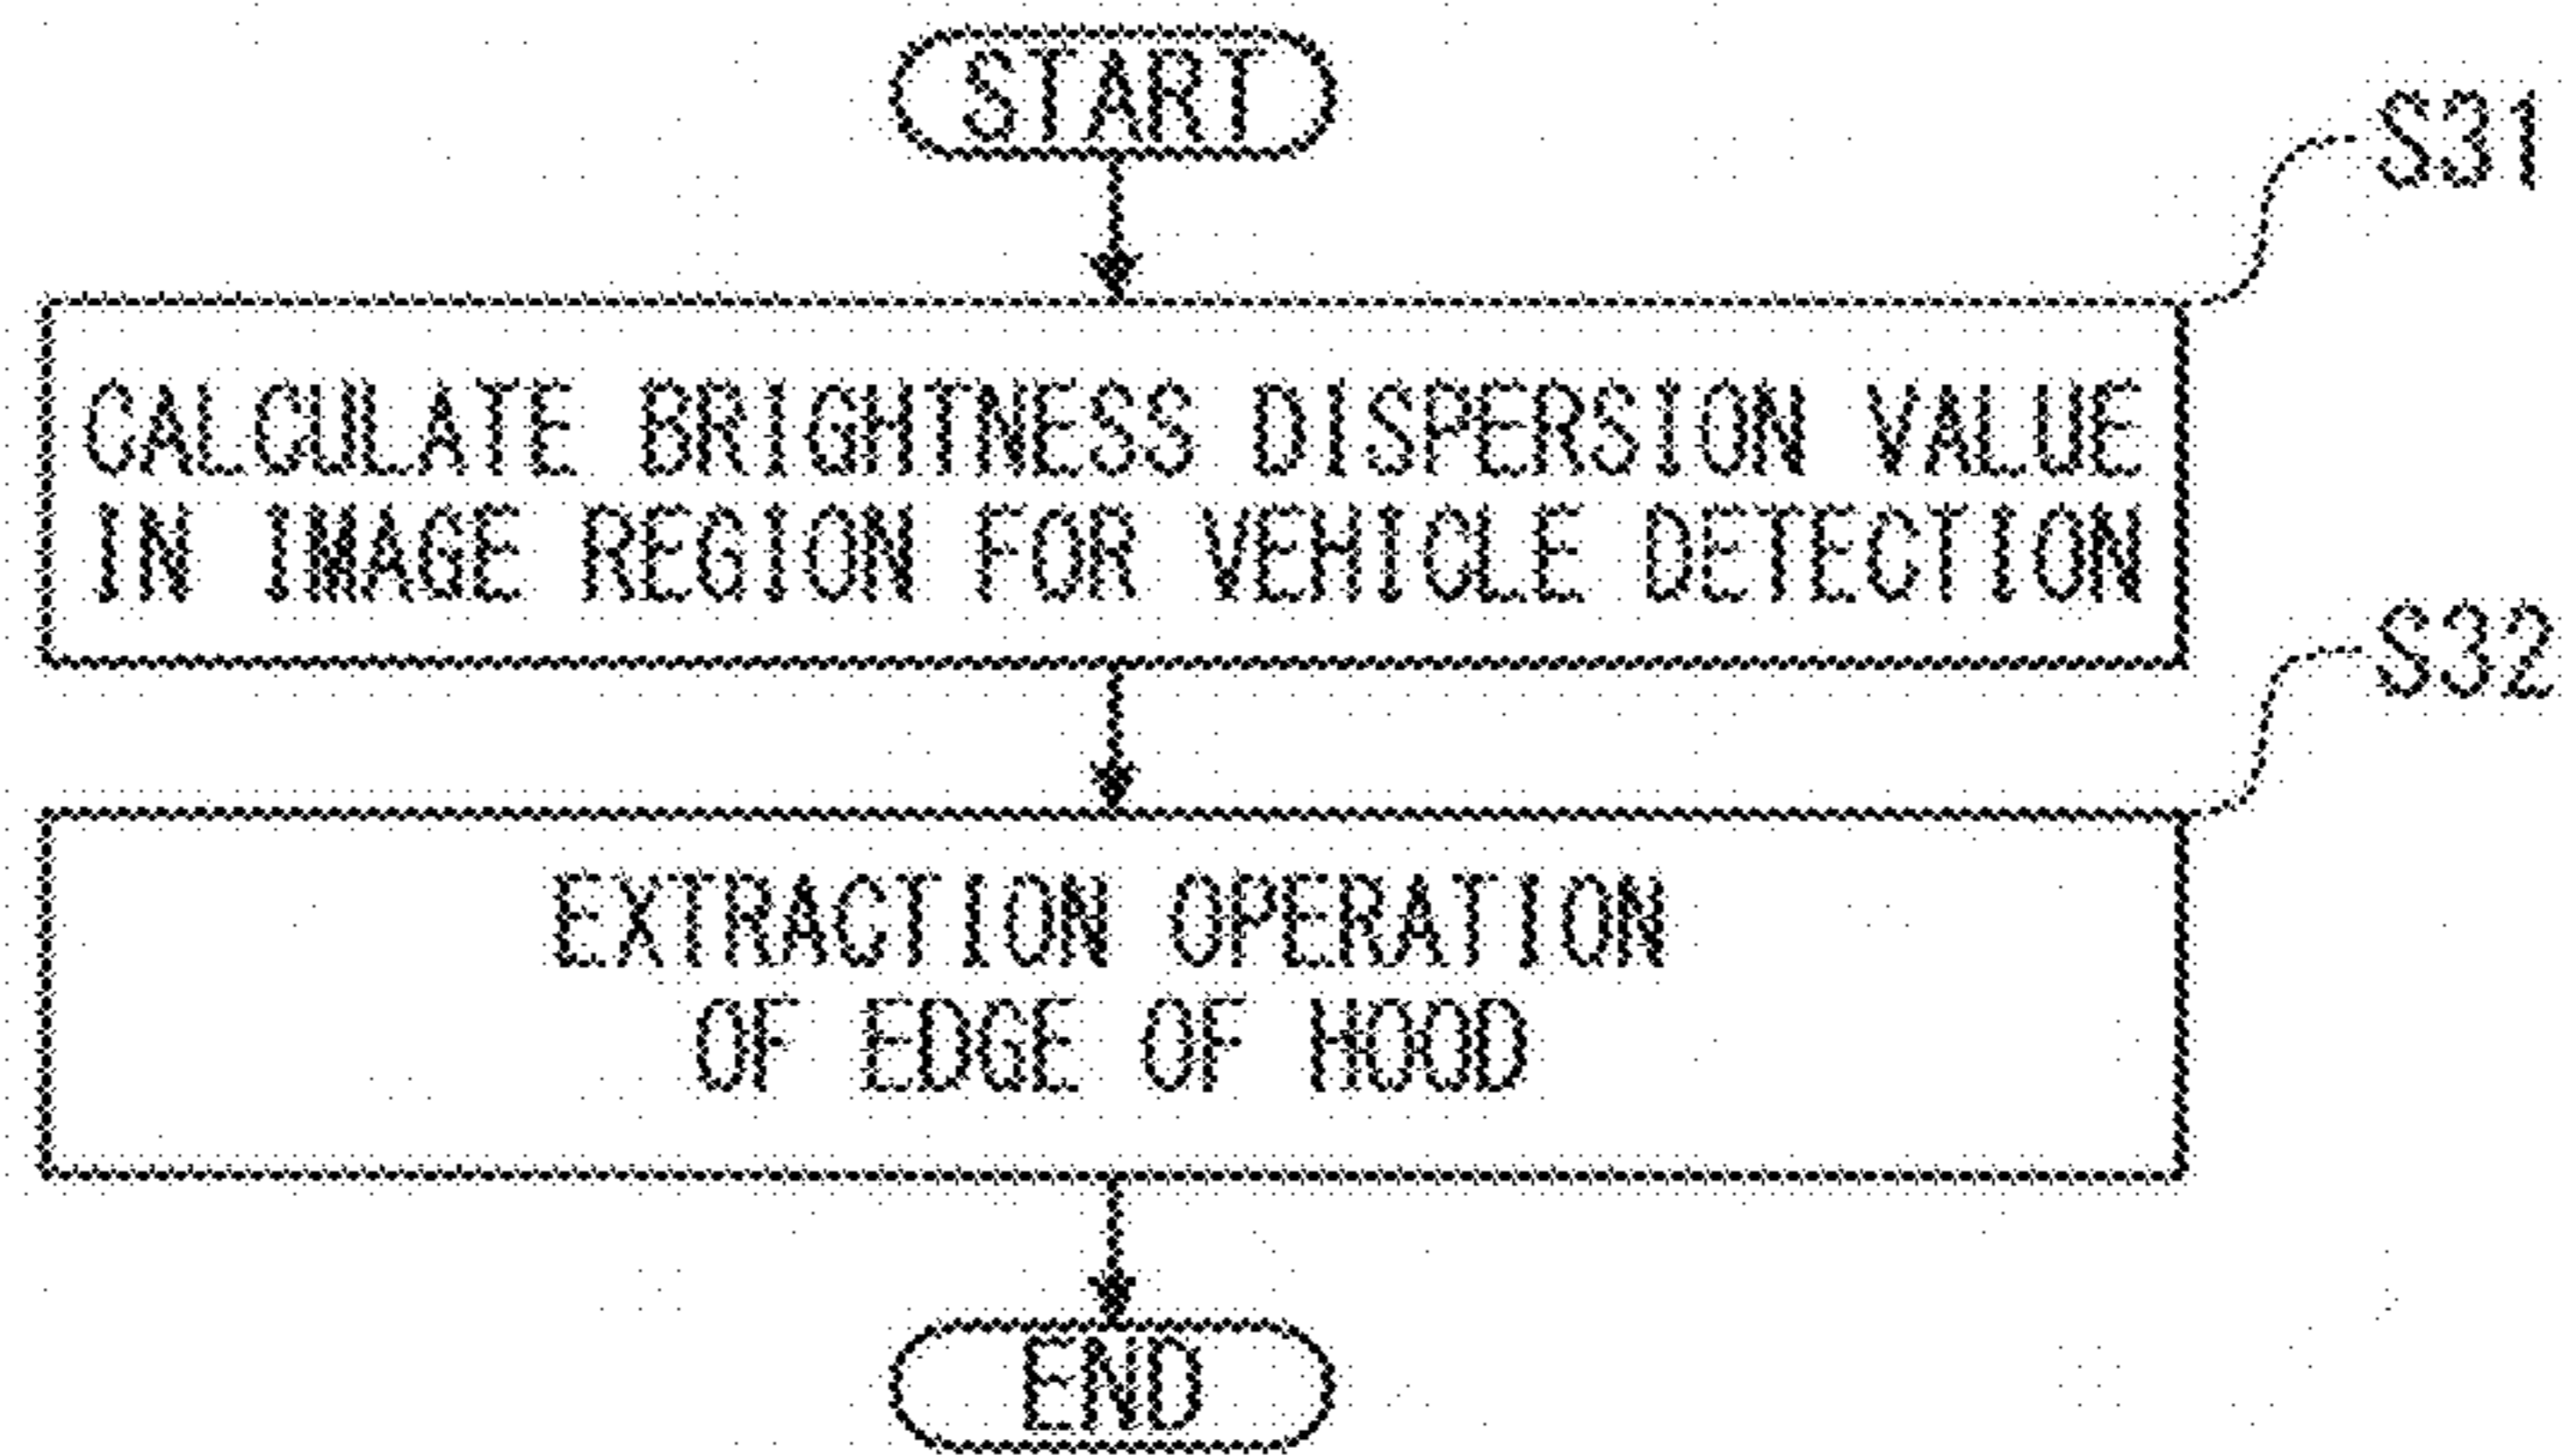 START
S31
CALCULATE BRIGHTNESS DISPERSION VALUE
IN IMAGE REGION FOR VEHICLE DETECTION
S32
EXTRACTION OPERATION
OF EDGE OF HOOD
END